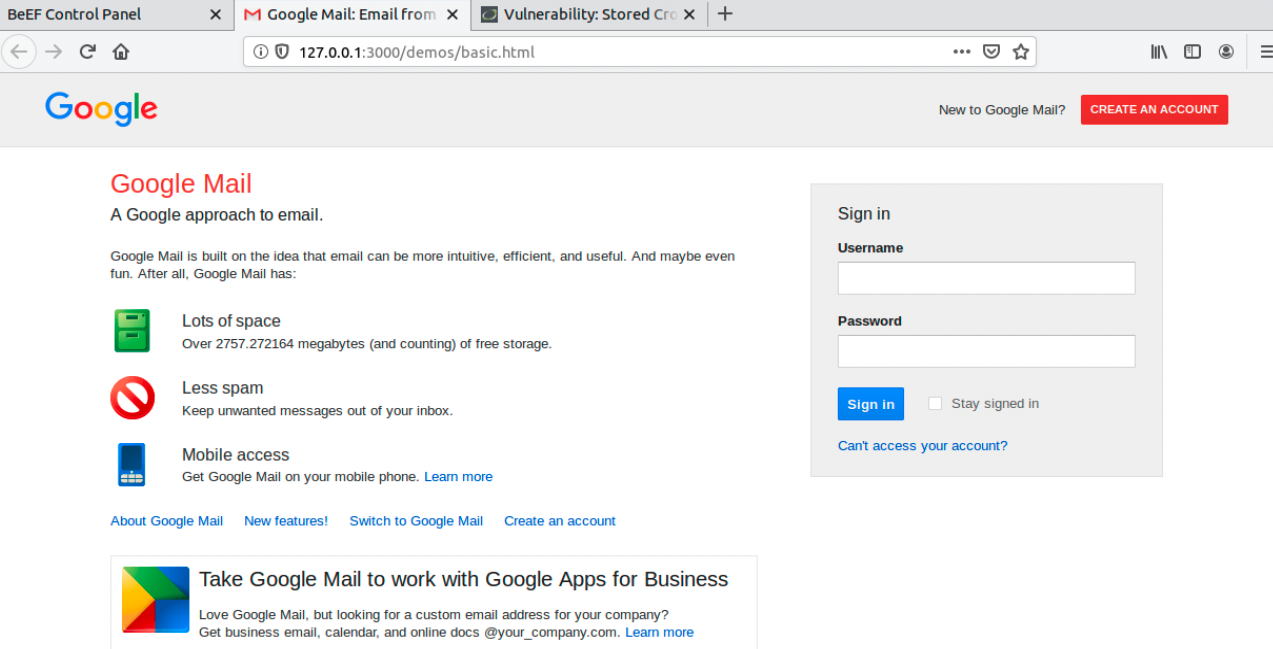 BeEF Control Panel
Google Mail: Email from
Vulnerability: Stored Cro
127.0.0.1:3000/demos/basic.html
Google
New to Google Mail? CREATE AN ACCOUNT
Google Mail
A Google approach to email.
Google Mail is built on the idea that email can be more intuitive, efficient, and useful. And maybe even
fun. After all, Google Mail has:
Lots of space
Over 2757.272164 megabytes (and counting) of free storage.
Less spam
Keep unwanted messages out of your inbox.
Mobile access
Get Google Mail on your mobile phone. Learn more
About Google Mail New features! Switch to Google Mail Create an account
Take Google Mail to work with Google Apps for Business
Love Google Mail, but looking for a custom email address for your company?
Get business email, calendar, and online docs @your_company.com. Learn more
Sign in
Username
Password
Sign in Stay signed in
Can't access your account?